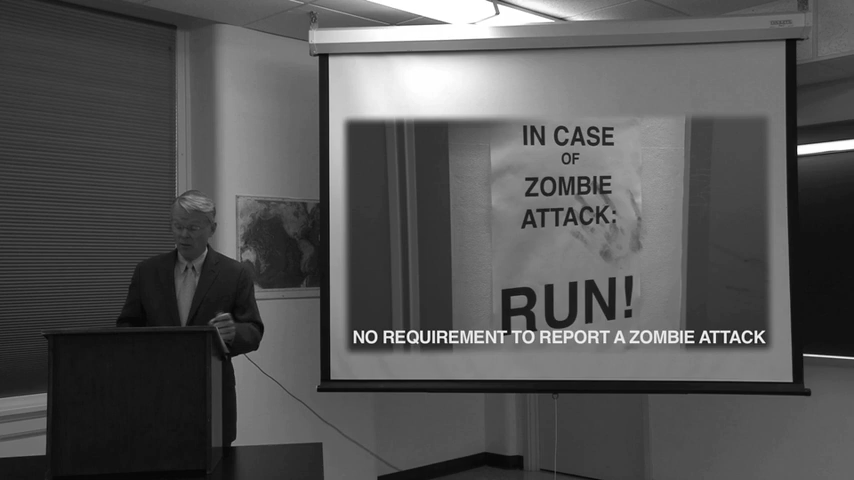 IN CASE
OF
ZOMBIE
ATTACK:
RUN!
NO REQUIREMENT TO REPORT A ZOMBIE ATTACK